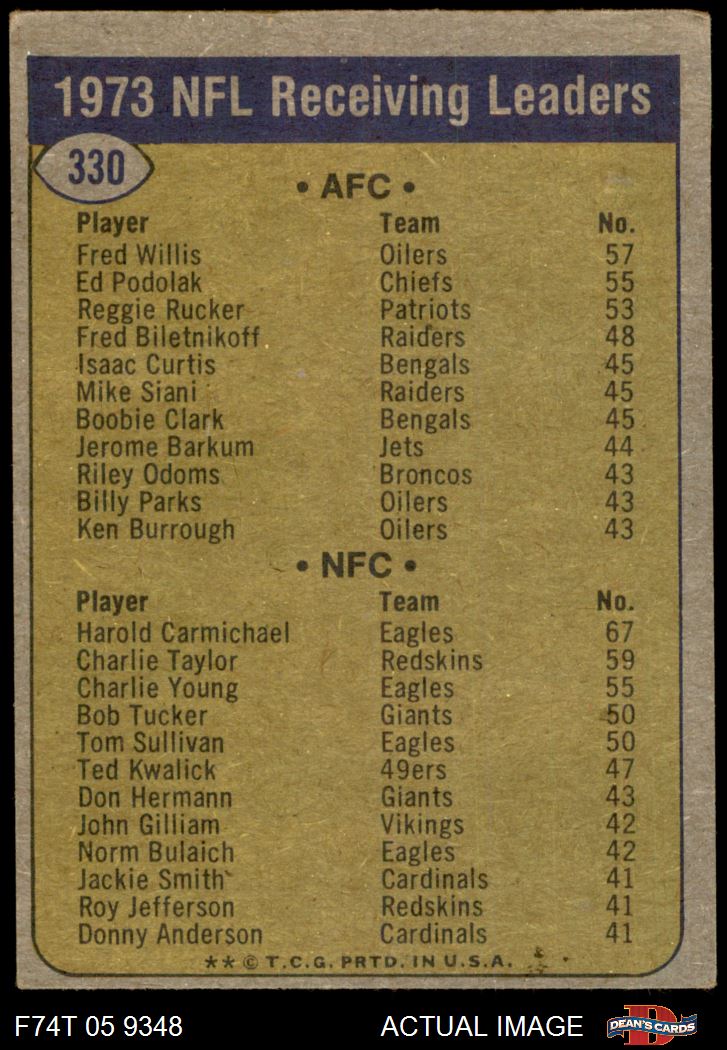 1973 NFL Receiving Leaders
330
• AFC •
Player Team No.
Fred Willis Oilers 57
Ed Podolak Chiefs 55
Reggie Rucker Patriots 53
Fred Biletnikoff Raiders 48
Isaac Curtis Bengals 45
Mike Siani Raiders 45
Boobie Clark Bengals 45
Jerome Barkum Jets 44
Riley Odoms Broncos 43
Billy Parks Oilers 43
Ken Burrough Oilers 43
• NFC •
Player Team No.
Harold Carmichael Eagles 67
Charlie Taylor Redskins 59
Charlie Young Eagles 55
Bob Tucker Giants 50
Tom Sullivan Eagles 50
Ted Kwalick 49ers 47
Don Hermann Giants 43
John Gilliam Vikings 42
Norm Bulaich Eagles 42
Jackie Smith Cardinals 41
Roy Jefferson Redskins 41
Donny Anderson Cardinals 41
** © T.C.G. PRTD. IN U.S.A.
F74T 05 9348 ACTUAL IMAGE
D
DEAN'S CARDS